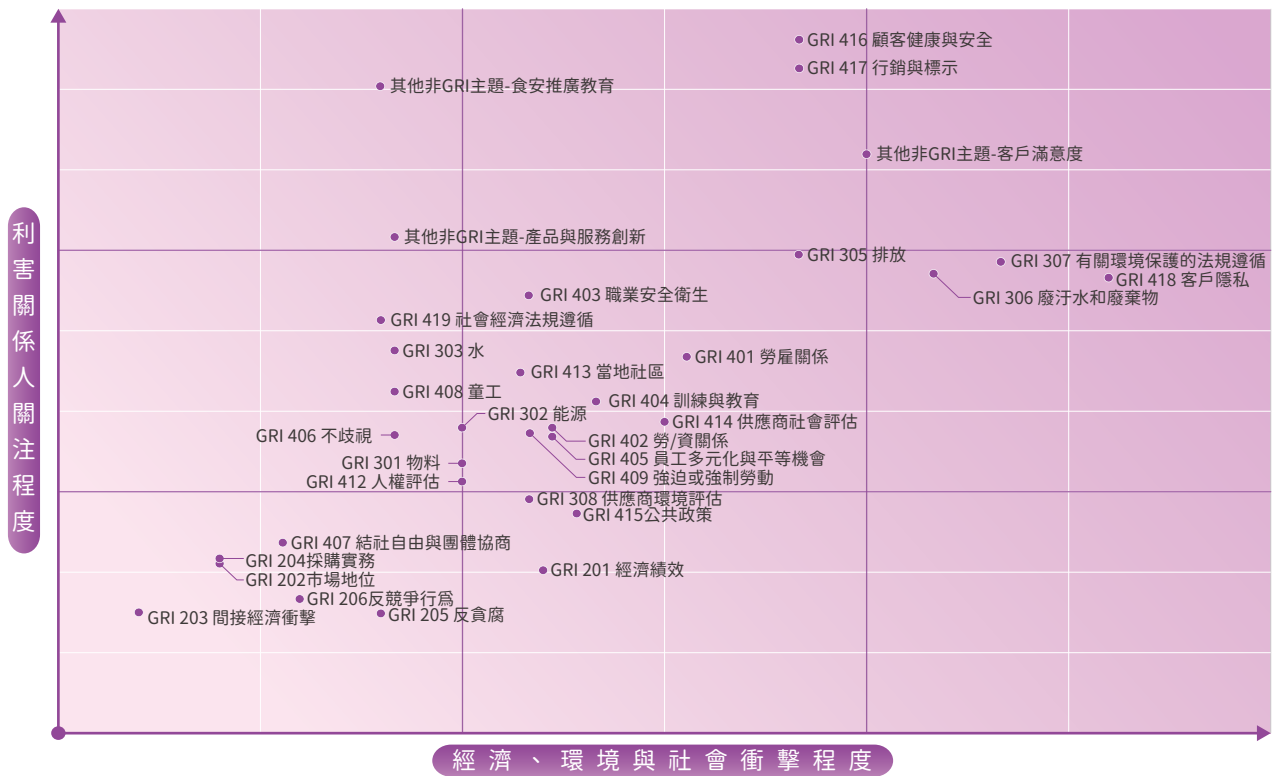 GRI 416 顧客健康與安全
GRI 417 行銷與標示
其他非GRI主題-食安推廣教育
其他非GRI主題-客戶滿意度
其他非GRI主題-產品與服務創新
GRI 305 排放
GRI 307 有關環境保護的法規遵循
GRI 418 客戶隱私
GRI 306 廢汙水和廢棄物
GRI 403 職業安全衛生
GRI 419 社會經濟法規遵循
GRI 303 水
GRI 401 勞雇關係
GRI 413 當地社區
GRI 408 童工
GRI 404 訓練與教育
GRI 302 能源
GRI 414 供應商社會評估
GRI 406 不歧視
GRI 402 勞/資關係
GRI 405 員工多元化與平等機會
GRI 301 物料
GRI 409 強迫或強制勞動
GRI 412 人權評估
GRI 308 供應商環境評估
GRI 415公共政策
GRI 407 結社自由與團體協商
GRI 204採購實務
GRI 201 經濟績效
GRI 202市場地位
GRI 206反競爭行爲
GRI 205 反貪腐
GRI 203 間接經濟衝擊
利害關係人關注程度
經濟、環境與社會衝擊程度